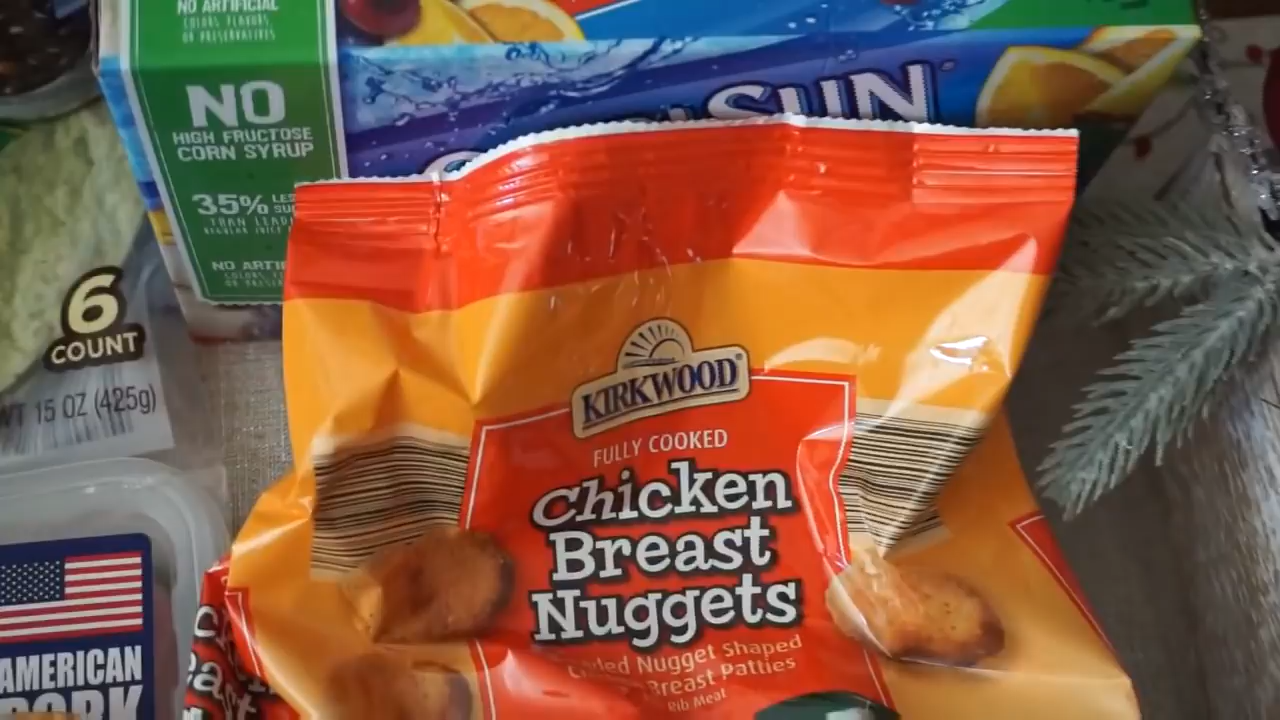 NO ARTIFICIAL
COLORS, FLAVORS,
OR PRESERVATIVES
NO
HIGH FRUCTOSE
CORN SYRUP
35%
NO
SUN
6
COUNT
WT 15 OZ (425g)
KIRKWOOD
FULLY COOKED
Chicken
Breast
Nuggets
Nugget Shaped
Breast Patties
Rib Meat
AMERICAN